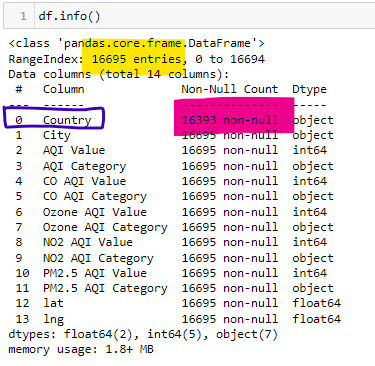 1 df.info()
<class 'pandas.core.frame.DataFrame'>
RangeIndex: 16695 entries, 0 to 16694
Data columns (total 14 columns):
# Column Non-Null Count Dtype
--- ------ -------------- -----
0 Country 16393 non-null object
1 City 16695 non-null object
2 AQI Value 16695 non-null int64
3 AQI Category 16695 non-null object
4 CO AQI Value 16695 non-null int64
5 CO AQI Category 16695 non-null object
6 Ozone AQI Value 16695 non-null int64
7 Ozone AQI Category 16695 non-null object
8 NO2 AQI Value 16695 non-null int64
9 NO2 AQI Category 16695 non-null object
10 PM2.5 AQI Value 16695 non-null int64
11 PM2.5 AQI Category 16695 non-null object
12 lat 16695 non-null float64
13 lng 16695 non-null float64
dtypes: float64(2), int64(5), object(7)
memory usage: 1.8+ MB